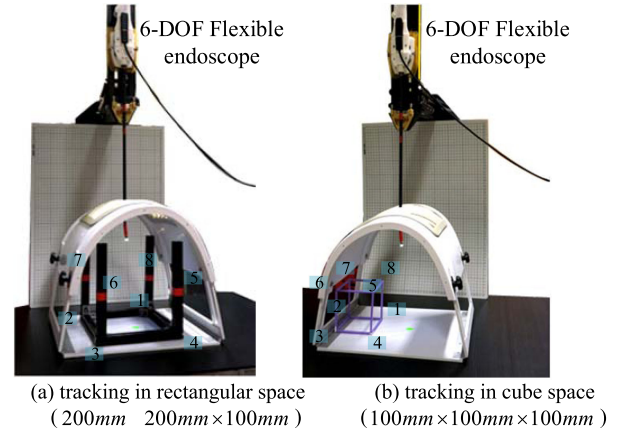 6-DOF Flexible
endoscope
7
8
6
5
1
2
4
3
(a) tracking in rectangular space
(200mm 200mm×100mm)
6-DOF Flexible
endoscope
8
7
6
5
2
1
3
4
(b) tracking in cube space
(100mm×100mm×100mm)